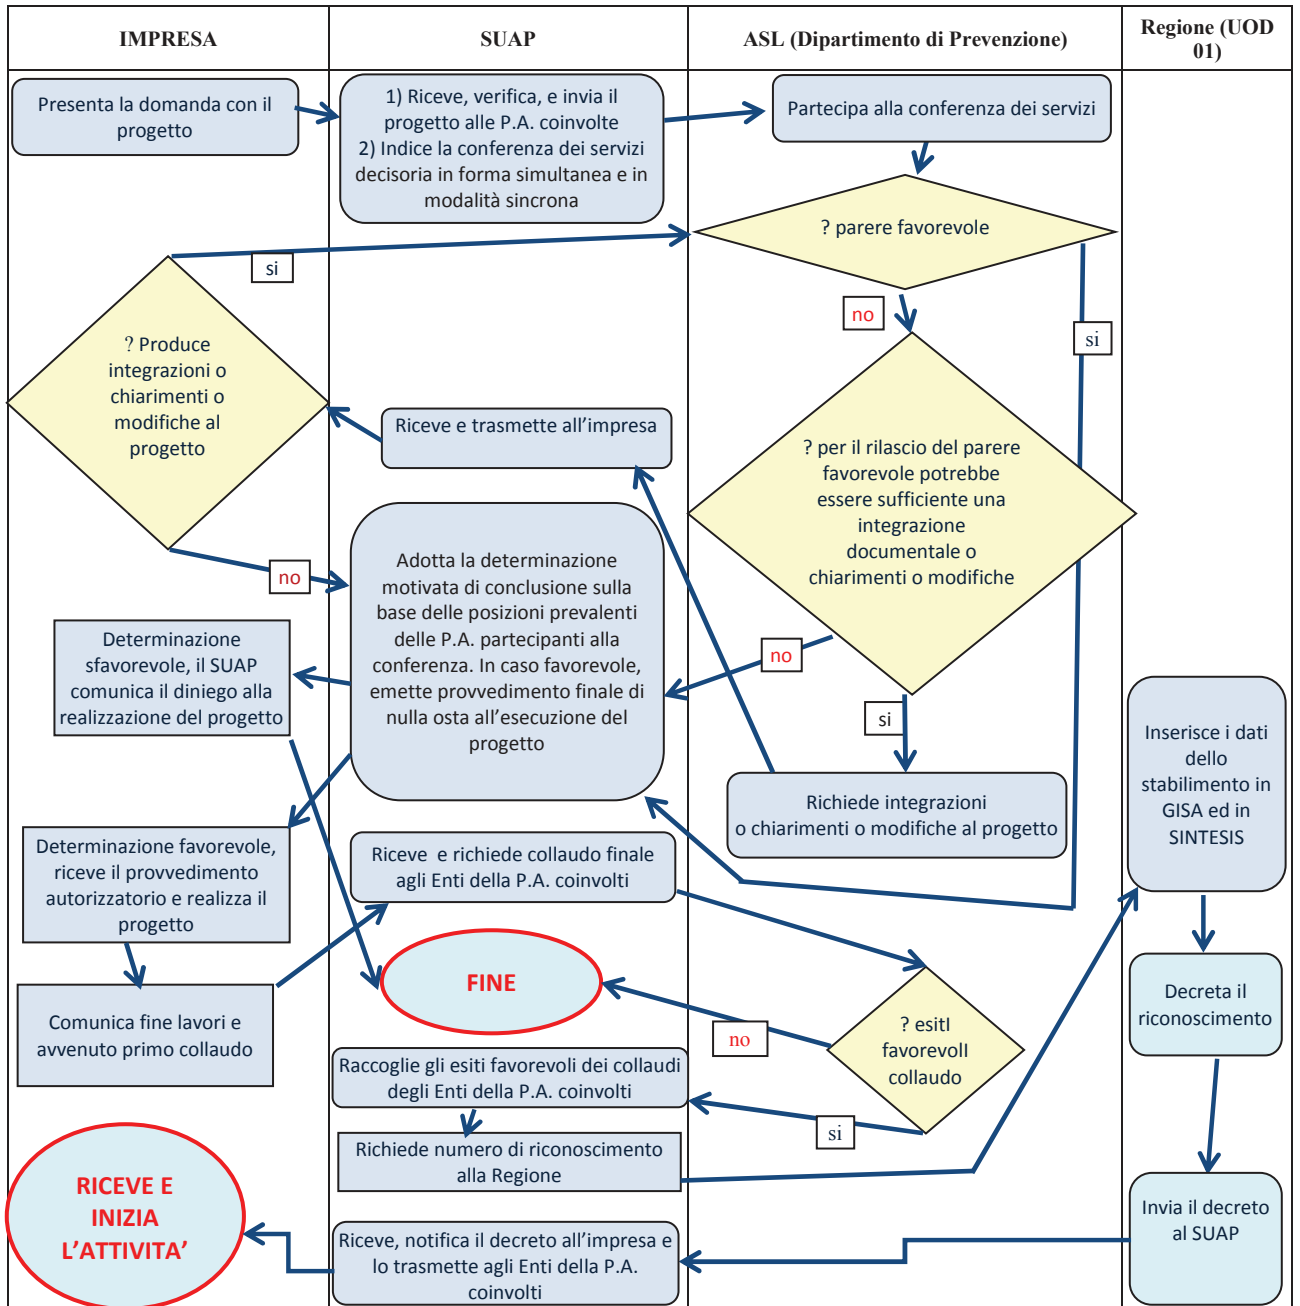 IMPRESA
SUAP
ASL (Dipartimento di Prevenzione)
Regione (UOD
01)
Presenta la domanda con il
progetto
1) Riceve, verifica, e invia il
progetto alle P.A. coinvolte
2) Indice la conferenza dei servizi
decisoria in forma simultanea e in
modalità sincrona
Partecipa alla conferenza dei servizi
? parere favorevole
si
no
si
? Produce
integrazioni o
chiarimenti o
modifiche al
progetto
Riceve e trasmette all’impresa
? per il rilascio del parere
favorevole potrebbe
essere sufficiente una
integrazione
documentale o
chiarimenti o modifiche
no
Adotta la determinazione
motivata di conclusione sulla
base delle posizioni prevalenti
delle P.A. partecipanti alla
conferenza. In caso favorevole,
emette provvedimento finale di
nulla osta all’esecuzione del
progetto
no
si
Determinazione
sfavorevole, il SUAP
comunica il diniego alla
realizzazione del progetto
Richiede integrazioni
o chiarimenti o modifiche al progetto
Inserisce i dati
dello
stabilimento in
GISA ed in
SINTESIS
Determinazione favorevole,
riceve il provvedimento
autorizzatorio e realizza il
progetto
Riceve e richiede collaudo finale
agli Enti della P.A. coinvolti
FINE
Comunica fine lavori e
avvenuto primo collaudo
no
? esitI
favorevolI
collaudo
si
Decreta il
riconoscimento
Raccoglie gli esiti favorevoli dei collaudi
degli Enti della P.A. coinvolti
Richiede numero di riconoscimento
alla Regione
Invia il decreto
al SUAP
Riceve, notifica il decreto all’impresa e
lo trasmette agli Enti della P.A.
coinvolti
RICEVE E
INIZIA
L’ATTIVITA’